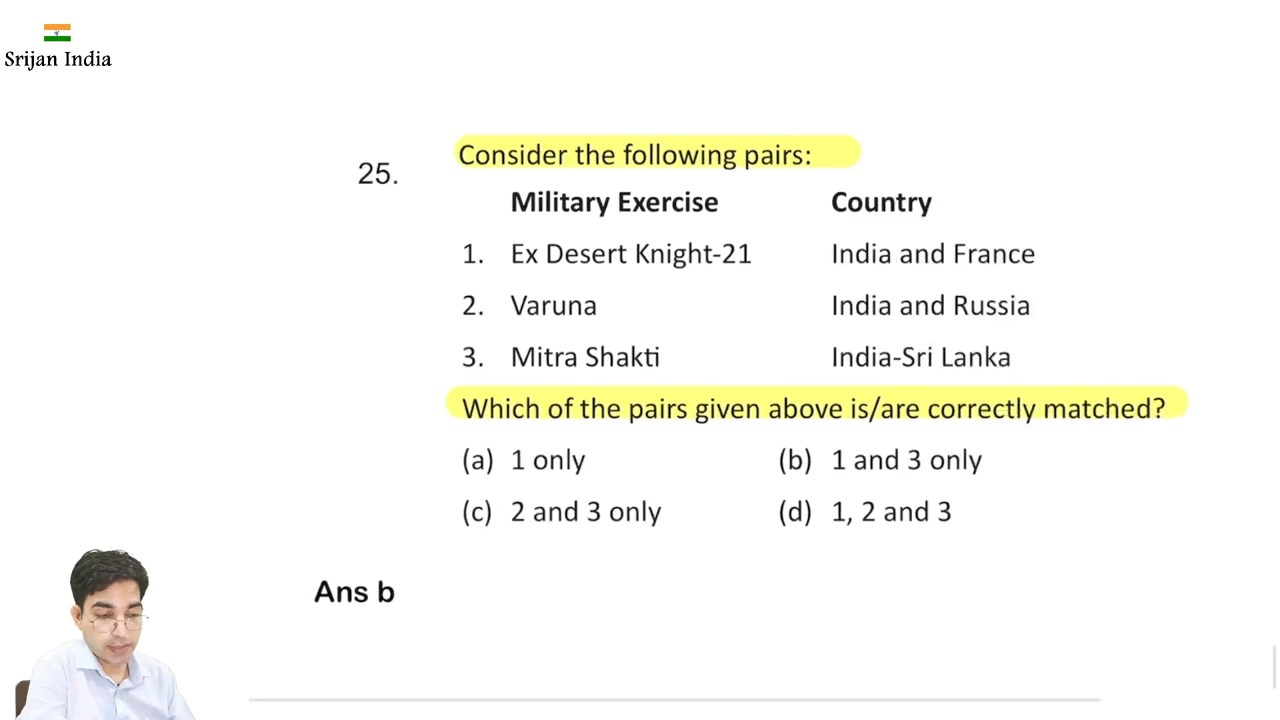 Srijan India
25. Consider the following pairs:
Military Exercise Country
1. Ex Desert Knight-21 India and France
2. Varuna India and Russia
3. Mitra Shakti India-Sri Lanka
Which of the pairs given above is/are correctly matched?
(a) 1 only (b) 1 and 3 only
(c) 2 and 3 only (d) 1, 2 and 3
Ans b